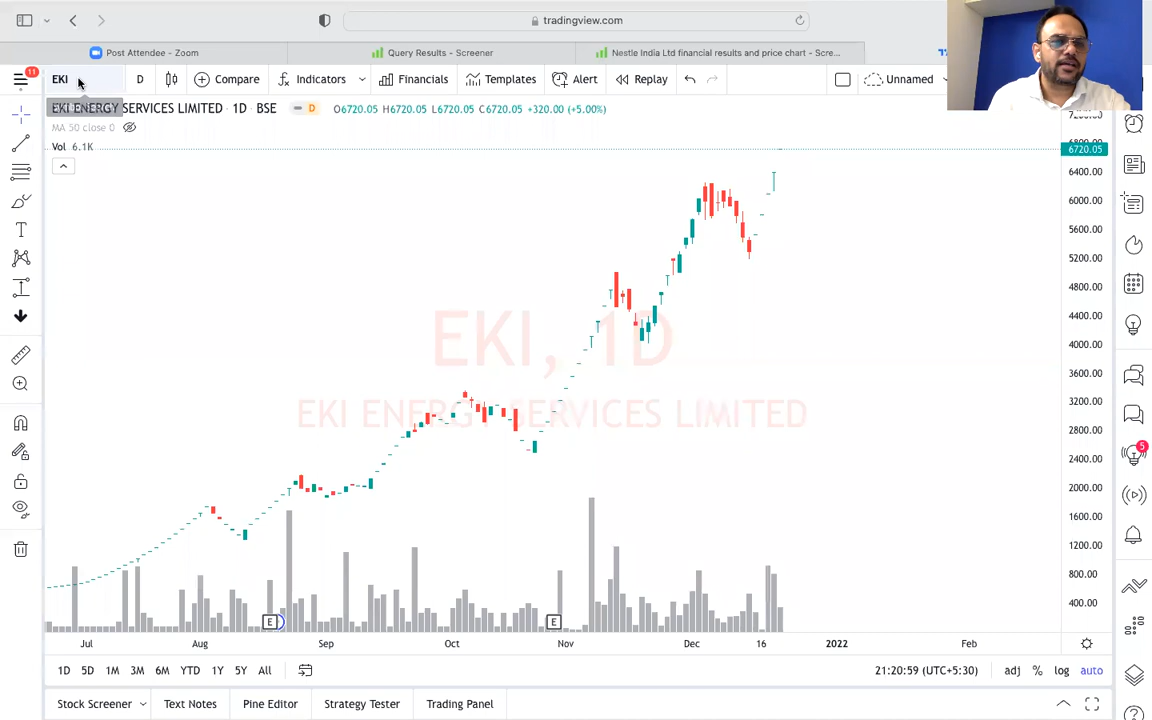 tradingview.com
Post Attendee - Zoom
Query Results - Screener
Nestle India Ltd financial results and price chart - Scre...
11
EKI
D
Compare
Indicators
Financials
Templates
Alert
Replay
Unnamed
EKI ENERGY SERVICES LIMITED · 1D · BSE
D
O6720.05 H6720.05 L6720.05 C6720.05 +320.00 (+5.00%)
MA 50 close 0
Vol 6.1K
6720.05
6400.00
6000.00
5600.00
5200.00
4800.00
4400.00
4000.00
3600.00
3200.00
2800.00
2400.00
2000.00
1600.00
1200.00
800.00
400.00
EKI, 1D
EKI ENERGY SERVICES LIMITED
5
E
E
Jul
Aug
Sep
Oct
Nov
Dec
16
2022
Feb
1D 5D 1M 3M 6M YTD 1Y 5Y All
21:20:59 (UTC+5:30)
adj % log auto
Stock Screener
Text Notes
Pine Editor
Strategy Tester
Trading Panel